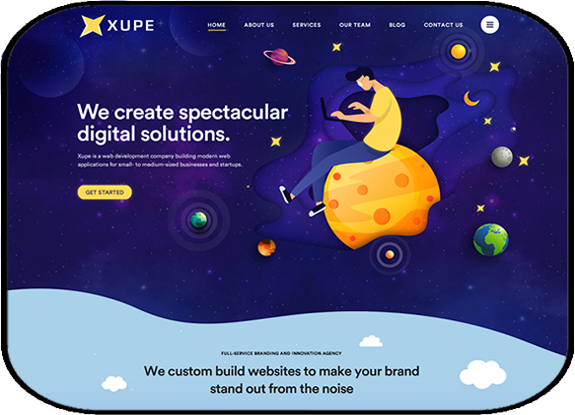 XUPE
HOME ABOUT US SERVICES OUR TEAM BLOG CONTACT US
We create spectacular
digital solutions.
Xupe is a web development company building modern web
applications for small- to medium-sized businesses and startups.
GET STARTED
FULL-SERVICE BRANDING AND INNOVATION AGENCY
We custom build websites to make your brand
stand out from the noise